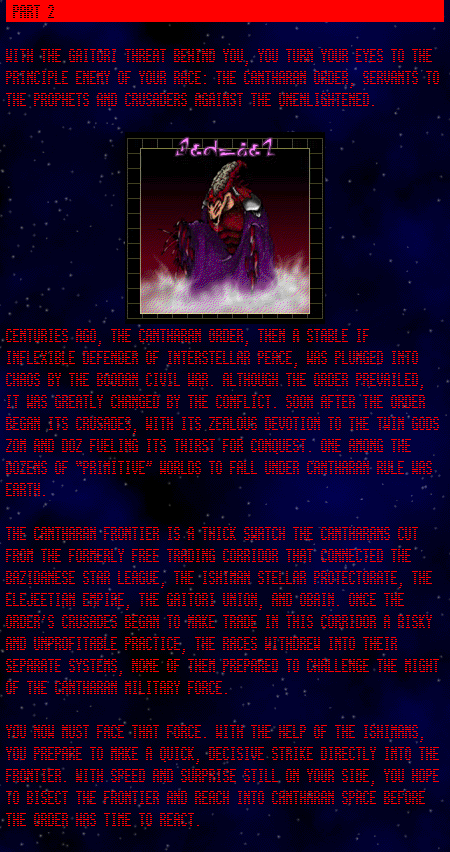 PART 2
WITH THE GAITORI THREAT BEHIND YOU, YOU TURN YOUR EYES TO THE
PRINCIPLE ENEMY OF YOUR RACE: THE CANTHARAN ORDER, SERVANTS TO
THE PROPHETS AND CRUSADERS AGAINST THE UNENLIGHTENED.
CENTURIES AGO, THE CANTHARAN ORDER, THEN A STABLE IF
INFLEXIBLE DEFENDER OF INTERSTELLAR PEACE, WAS PLUNGED INTO
CHAOS BY THE BODDAN CIVIL WAR. ALTHOUGH THE ORDER PREVAILED,
IT WAS GREATLY CHANGED BY THE CONFLICT. SOON AFTER THE ORDER
BEGAN ITS CRUSADES, WITH ITS ZEALOUS DEVOTION TO THE TWIN GODS
ZON AND DOZ FUELING ITS THIRST FOR CONQUEST. ONE AMONG THE
DOZENS OF "PRIMITIVE" WORLDS TO FALL UNDER CANTHARAN RULE WAS
EARTH.
THE CANTHARAN FRONTIER IS A THICK SWATCH THE CANTHARANS CUT
FROM THE FORMERLY FREE TRADING CORRIDOR THAT CONNECTED THE
BAZIDANESE STAR LEAGUE, THE ISHIMAN STELLAR PROTECTORATE, THE
ELEJEETIAN EMPIRE, THE GAITORI UNION, AND OBAIN. ONCE THE
ORDER'S CRUSADES BEGAN TO MAKE TRADE IN THIS CORRIDOR A RISKY
AND UNPROFITABLE PRACTICE, THE RACES WITHDREW INTO THEIR
SEPARATE SYSTEMS, NONE OF THEM PREPARED TO CHALLENGE THE MIGHT
OF THE CANTHARAN MILITARY FORCE.
YOU NOW MUST FACE THAT FORCE. WITH THE HELP OF THE ISHIMANS,
YOU PREPARE TO MAKE A QUICK, DECISIVE STRIKE DIRECTLY INTO THE
FRONTIER. WITH SPEED AND SURPRISE STILL ON YOUR SIDE, YOU HOPE
TO BISECT THE FRONTIER AND REACH INTO CANTHARAN SPACE BEFORE
THE ORDER HAS TIME TO REACT.